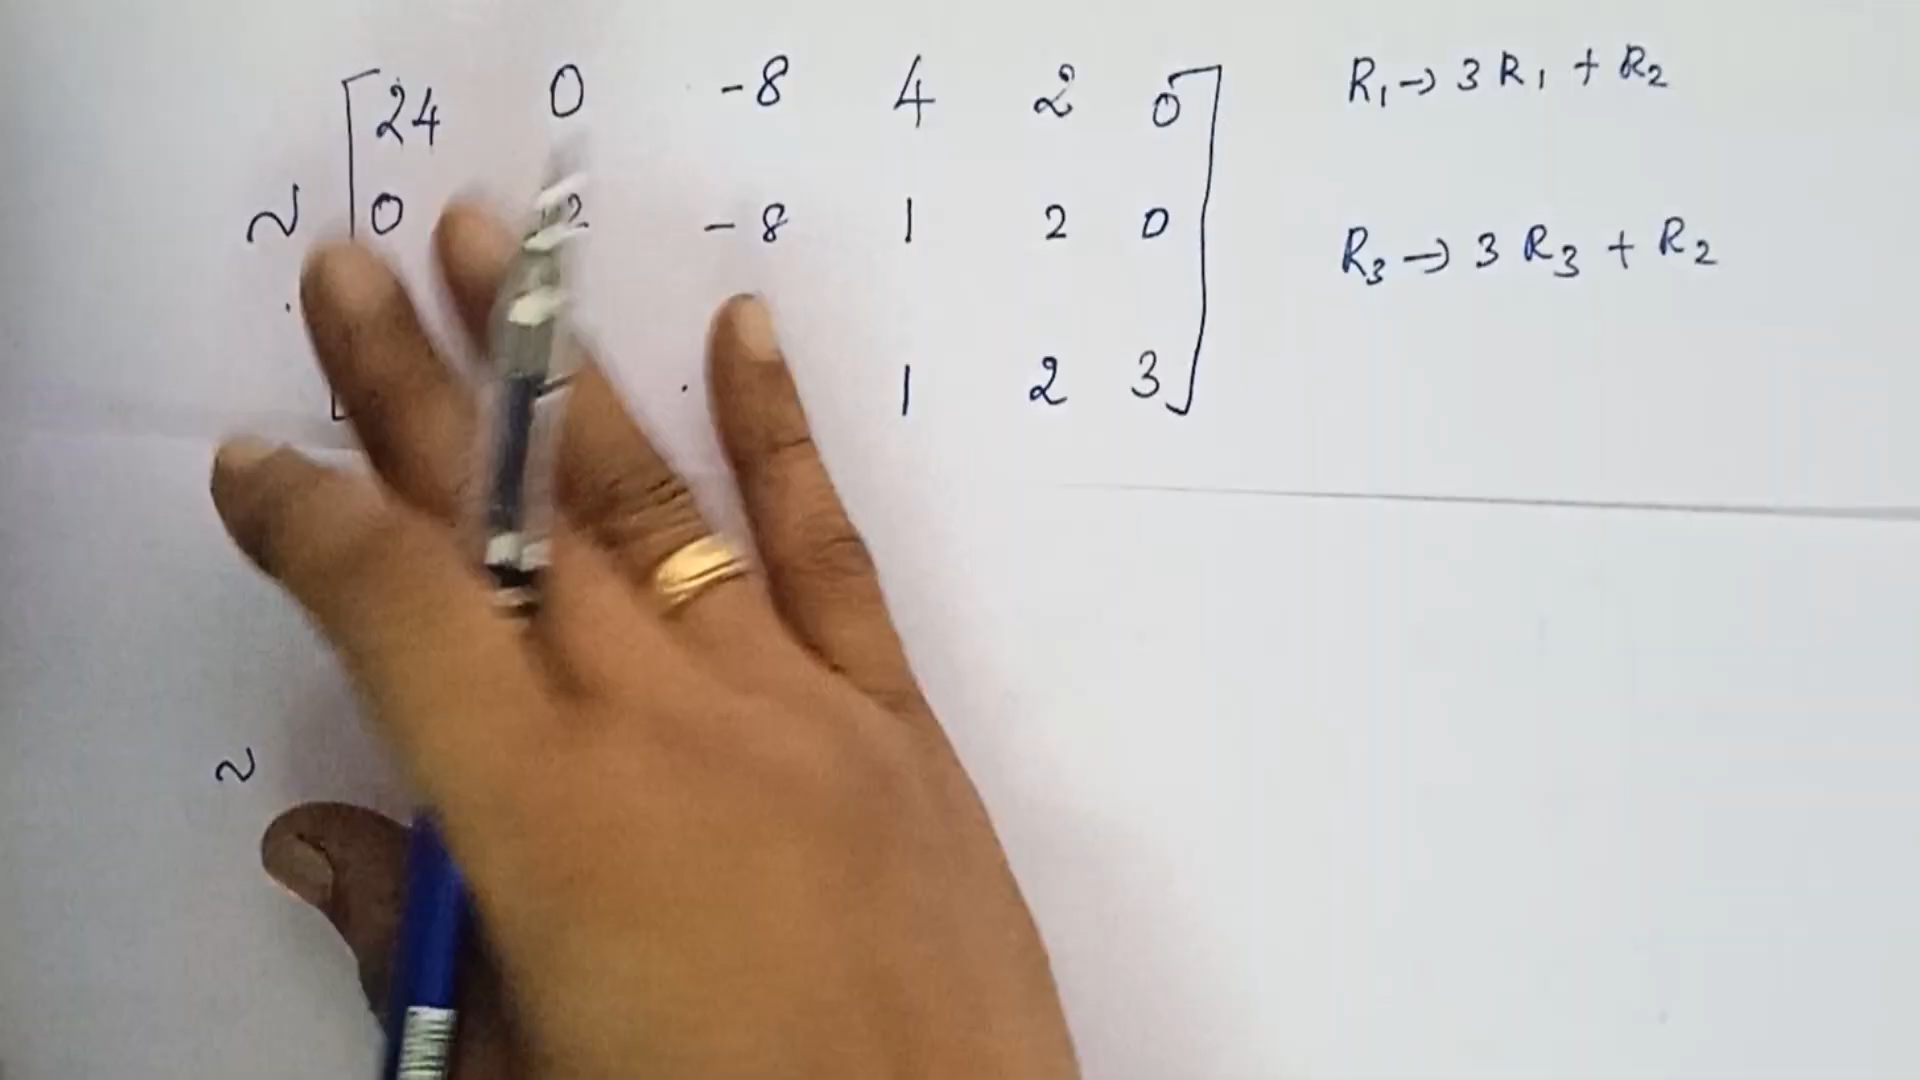 24 0 -8 4 2 0 R₁ → 3 R₁ + R₂
~ 0 2 -8 1 2 0 R₃ → 3 R₃ + R₂
1 2 3
~